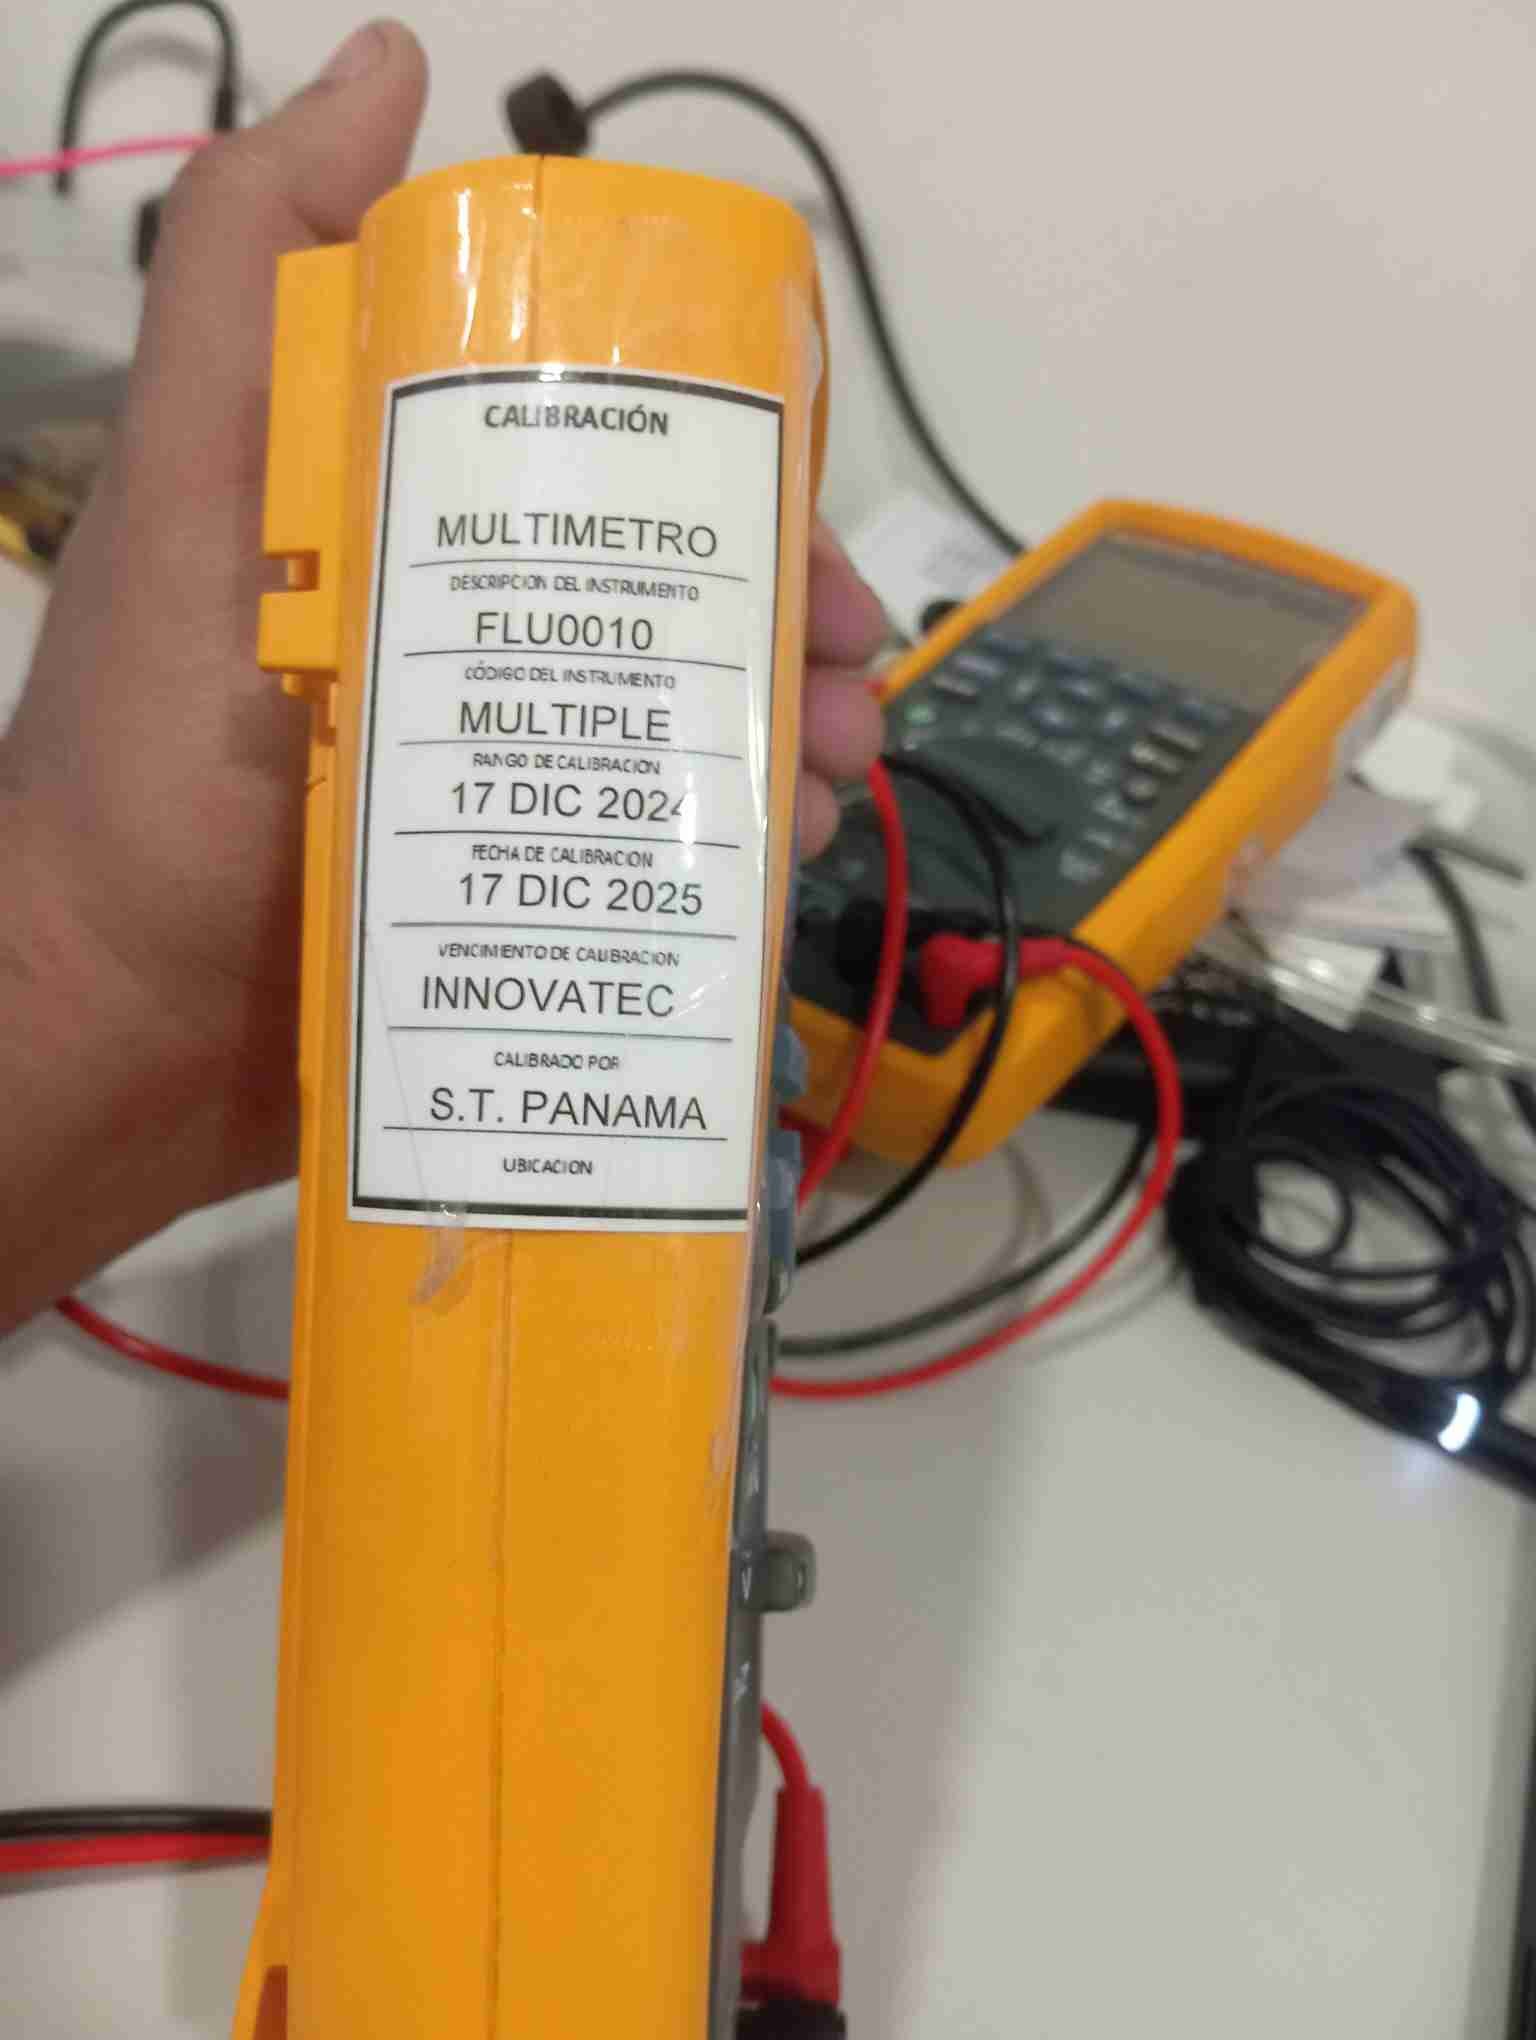 CALIBRACIÓN
MULTIMETRO
DESCRIPCION DEL INSTRUMENTO
FLU0010
CÓDIGO DEL INSTRUMENTO
MULTIPLE
RANGO DE CALIBRACION
17 DIC 2024
FECHA DE CALIBRACION
17 DIC 2025
VENCIMIENTO DE CALIBRACION
INNOVATEC
CALIBRADO POR
S.T. PANAMA
UBICACION